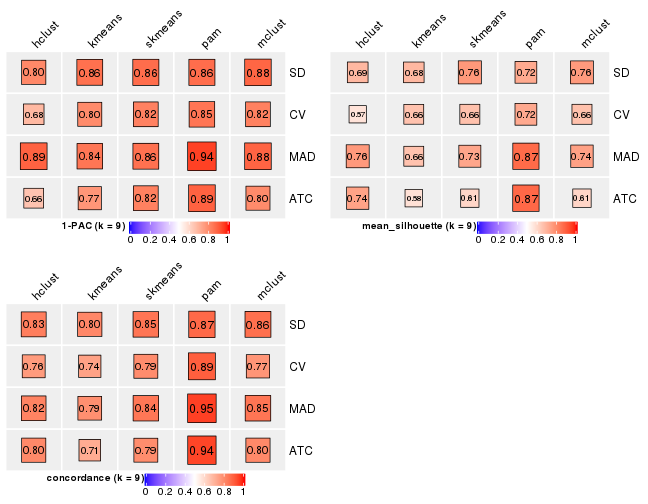 hclust kmeans skmeans pam mclust
0.80 0.86 0.86 0.86 0.88 SD
0.68 0.80 0.82 0.85 0.82 CV
0.89 0.84 0.86 0.94 0.88 MAD
0.66 0.77 0.82 0.89 0.80 ATC
1-PAC (k = 9)
0 0.2 0.4 0.6 0.8 1
hclust kmeans skmeans pam mclust
0.69 0.68 0.76 0.72 0.76 SD
0.57 0.66 0.66 0.72 0.66 CV
0.76 0.66 0.73 0.87 0.74 MAD
0.74 0.58 0.61 0.87 0.61 ATC
mean_silhouette (k = 9)
0 0.2 0.4 0.6 0.8 1
hclust kmeans skmeans pam mclust
0.83 0.80 0.85 0.87 0.86 SD
0.76 0.74 0.79 0.89 0.77 CV
0.82 0.79 0.84 0.95 0.85 MAD
0.80 0.71 0.79 0.94 0.80 ATC
concordance (k = 9)
0 0.2 0.4 0.6 0.8 1